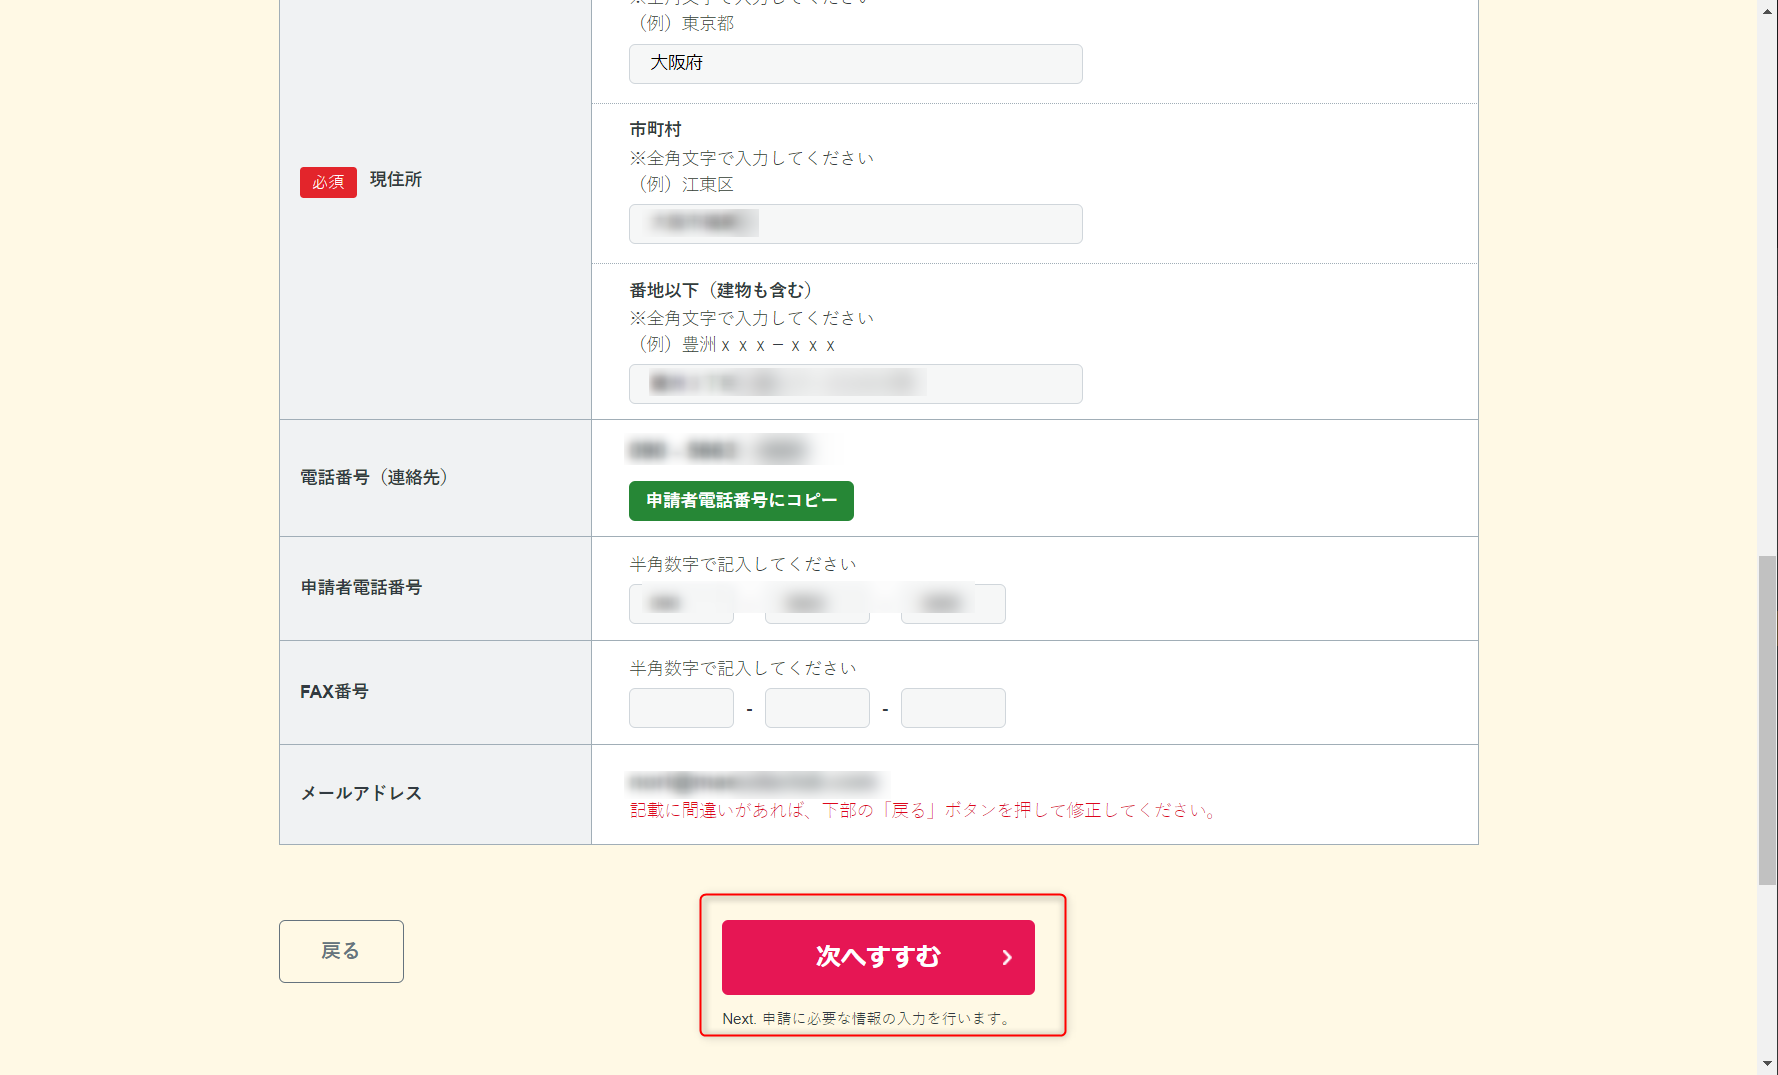 （例）東京都
大阪府
必須
現住所
市町村
※全角文字で入力してください
（例）江東区
番地以下（建物も含む）
※全角文字で入力してください
（例）豊洲ｘｘｘ－ｘｘｘ
電話番号（連絡先）
申請者電話番号にコピー
申請者電話番号
半角数字で記入してください
FAX番号
半角数字で記入してください
- -
メールアドレス
記載に間違いがあれば、下部の「戻る」ボタンを押して修正してください。
戻る
次へすすむ
Next. 申請に必要な情報の入力を行います。